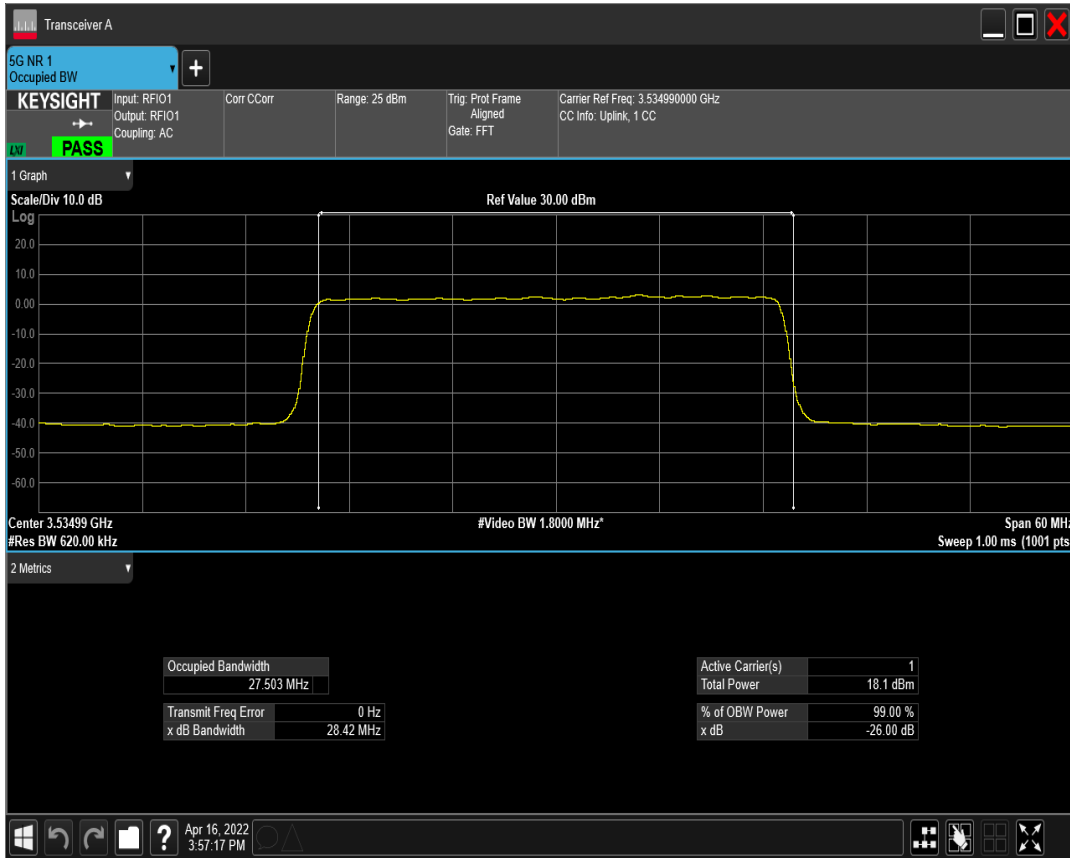 Transceiver A
5G NR 1
Occupied BW
+
KEYSIGHT
LXI
PASS
Input: RFIO1
Output: RFIO1
Coupling: AC
Corr CCorr
Range: 25 dBm
Trig: Prot Frame
Aligned
Gate: FFT
Carrier Ref Freq: 3.534990000 GHz
CC Info: Uplink, 1 CC
1 Graph
Scale/Div 10.0 dB
Ref Value 30.00 dBm
Log
20.0
10.0
0.00
-10.0
-20.0
-30.0
-40.0
-50.0
-60.0
Center 3.53499 GHz
#Video BW 1.8000 MHz*
Span 60 MHz
#Res BW 620.00 kHz
Sweep 1.00 ms (1001 pts
2 Metrics
Occupied Bandwidth
27.503 MHz
Transmit Freq Error 0 Hz
x dB Bandwidth 28.42 MHz
Active Carrier(s) 1
Total Power 18.1 dBm
% of OBW Power 99.00 %
x dB -26.00 dB
?
Apr 16, 2022
3:57:17 PM